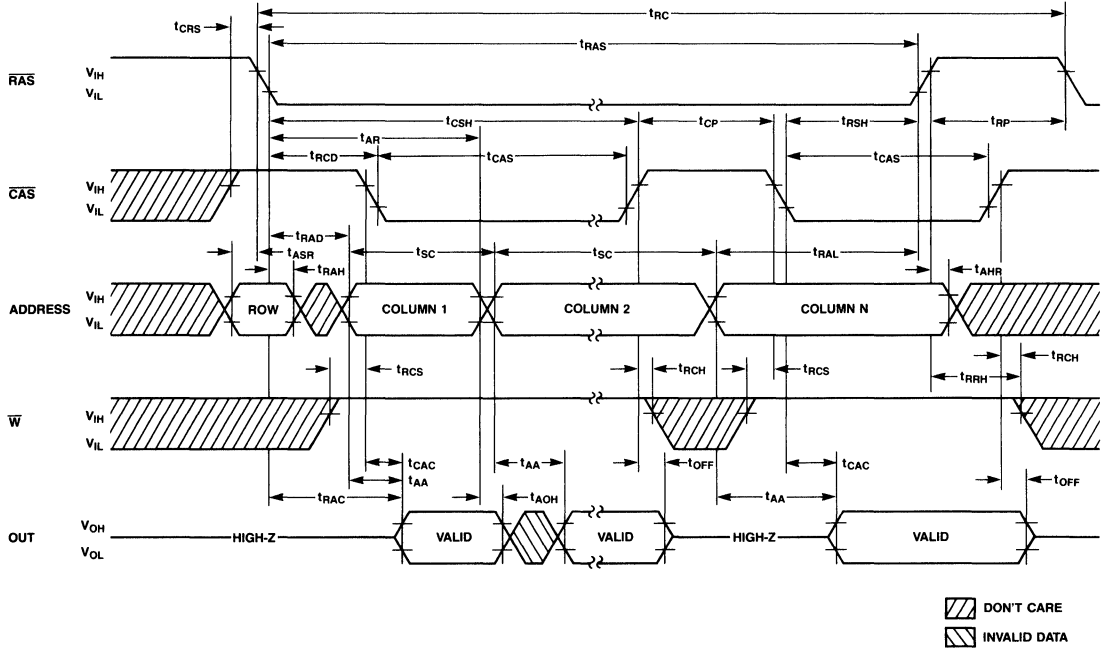 tRC
tCRS
tRAS
RAS
VIH
VIL
tCSH
tCP
tRSH
tRP
tAR
tRCD
tCAS
tCAS
CAS
VIH
VIL
tRAD
tASR
tSC
tSC
tRAL
tRAH
tAHR
ADDRESS
VIH
VIL
ROW
COLUMN 1
COLUMN 2
COLUMN N
tRCS
tRCH
tRCS
tRCH
tRRH
W
VIH
VIL
tCAC
tAA
tOFF
tCAC
tAA
tOFF
tRAC
tAOH
tAA
OUT
VOH
VOL
HIGH-Z
VALID
VALID
HIGH-Z
VALID
DON'T CARE
INVALID DATA